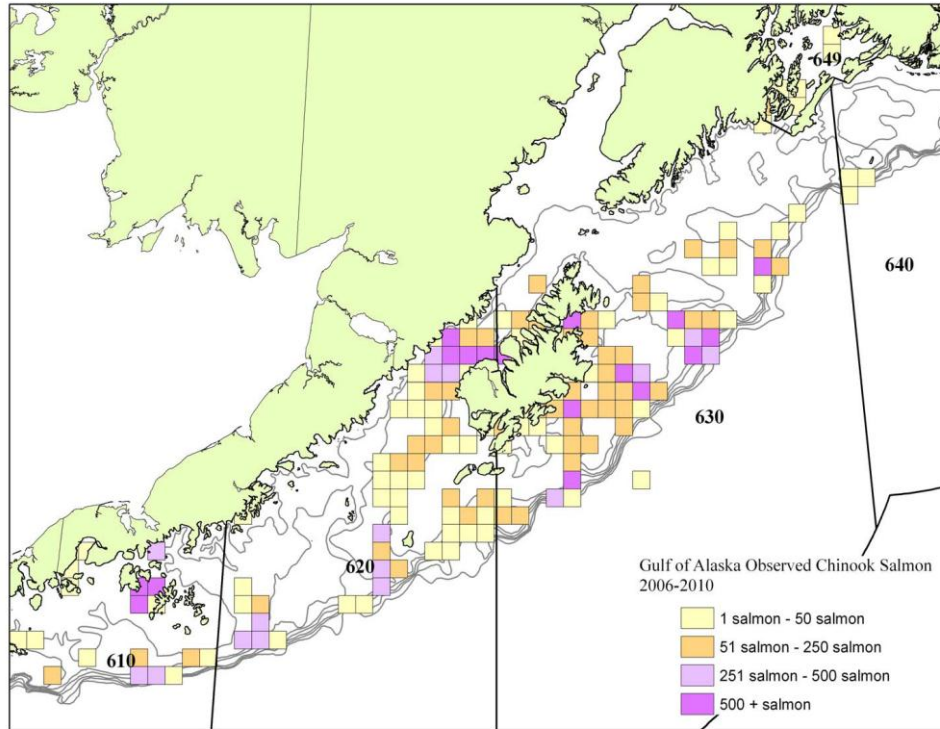 649
640
630
620
610
Gulf of Alaska Observed Chinook Salmon
2006-2010
1 salmon - 50 salmon
51 salmon - 250 salmon
251 salmon - 500 salmon
500 + salmon